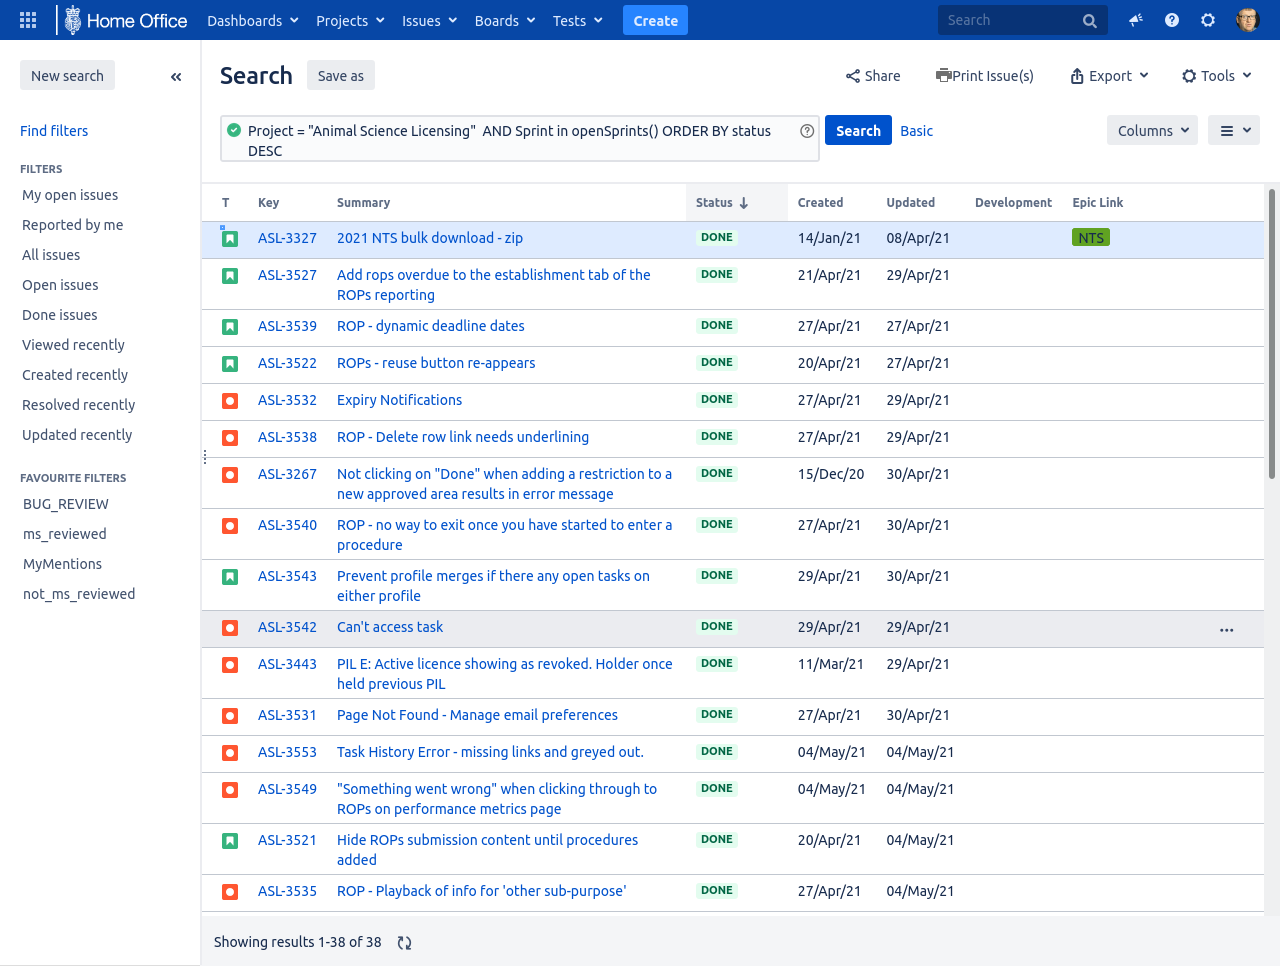 Home Office Dashboards Projects Issues Boards Tests Create Search
New search
Find filters
FILTERS
My open issues
Reported by me
All issues
Open issues
Done issues
Viewed recently
Created recently
Resolved recently
Updated recently
FAVOURITE FILTERS
BUG_REVIEW
ms_reviewed
MyMentions
not_ms_reviewed
Search Save as Share Print Issue(s) Export Tools
Project = "Animal Science Licensing" AND Sprint in openSprints() ORDER BY status
DESC
Search Basic Columns
T Key Summary Status Created Updated Development Epic Link
ASL-3327 2021 NTS bulk download - zip DONE 14/Jan/21 08/Apr/21 NTS
ASL-3527 Add rops overdue to the establishment tab of the DONE 21/Apr/21 29/Apr/21
ROPs reporting
ASL-3539 ROP - dynamic deadline dates DONE 27/Apr/21 27/Apr/21
ASL-3522 ROPs - reuse button re-appears DONE 20/Apr/21 27/Apr/21
ASL-3532 Expiry Notifications DONE 27/Apr/21 29/Apr/21
ASL-3538 ROP - Delete row link needs underlining DONE 27/Apr/21 29/Apr/21
ASL-3267 Not clicking on "Done" when adding a restriction to a DONE 15/Dec/20 30/Apr/21
new approved area results in error message
ASL-3540 ROP - no way to exit once you have started to enter a DONE 27/Apr/21 30/Apr/21
procedure
ASL-3543 Prevent profile merges if there any open tasks on DONE 29/Apr/21 30/Apr/21
either profile
ASL-3542 Can't access task DONE 29/Apr/21 29/Apr/21
ASL-3443 PIL E: Active licence showing as revoked. Holder once DONE 11/Mar/21 29/Apr/21
held previous PIL
ASL-3531 Page Not Found - Manage email preferences DONE 27/Apr/21 30/Apr/21
ASL-3553 Task History Error - missing links and greyed out. DONE 04/May/21 04/May/21
ASL-3549 "Something went wrong" when clicking through to DONE 04/May/21 04/May/21
ROPs on performance metrics page
ASL-3521 Hide ROPs submission content until procedures DONE 20/Apr/21 04/May/21
added
ASL-3535 ROP - Playback of info for 'other sub-purpose' DONE 27/Apr/21 04/May/21
Showing results 1-38 of 38